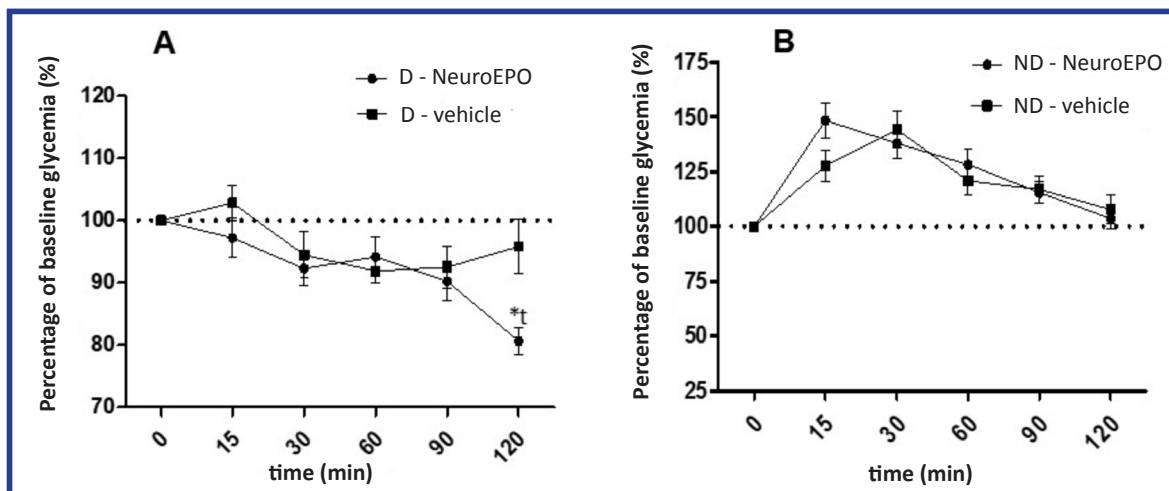 A
D - NeuroEPO
D - vehicle
Percentage of baseline glycemia (%)
120
110
100
90
80
70
*t
0 15 30 60 90 120
time (min)
B
ND - NeuroEPO
ND - vehicle
Percentage of baseline glycemia (%)
175
150
125
100
75
50
25
0 15 30 60 90 120
time (min)